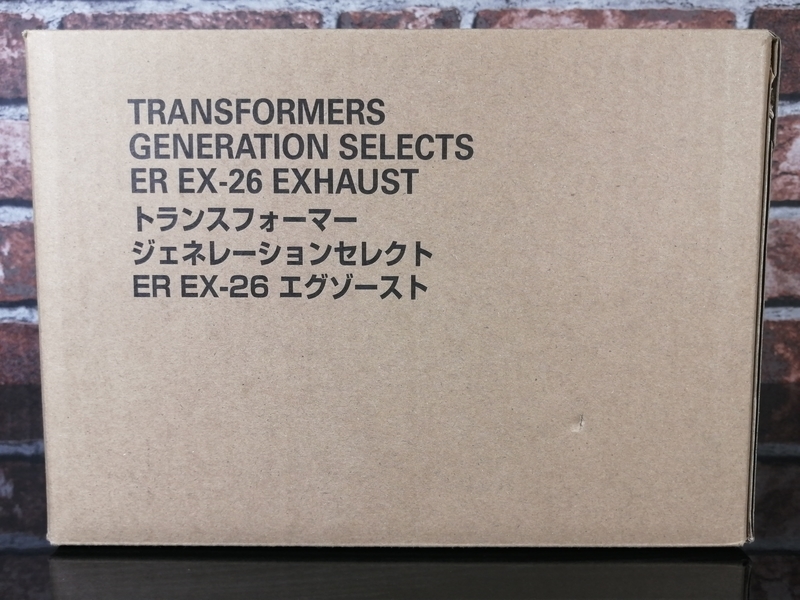 TRANSFORMERS
GENERATION SELECTS
ER EX-26 EXHAUST
トランスフォーマー
ジェネレーションセレクト
ER EX-26 エグゾースト